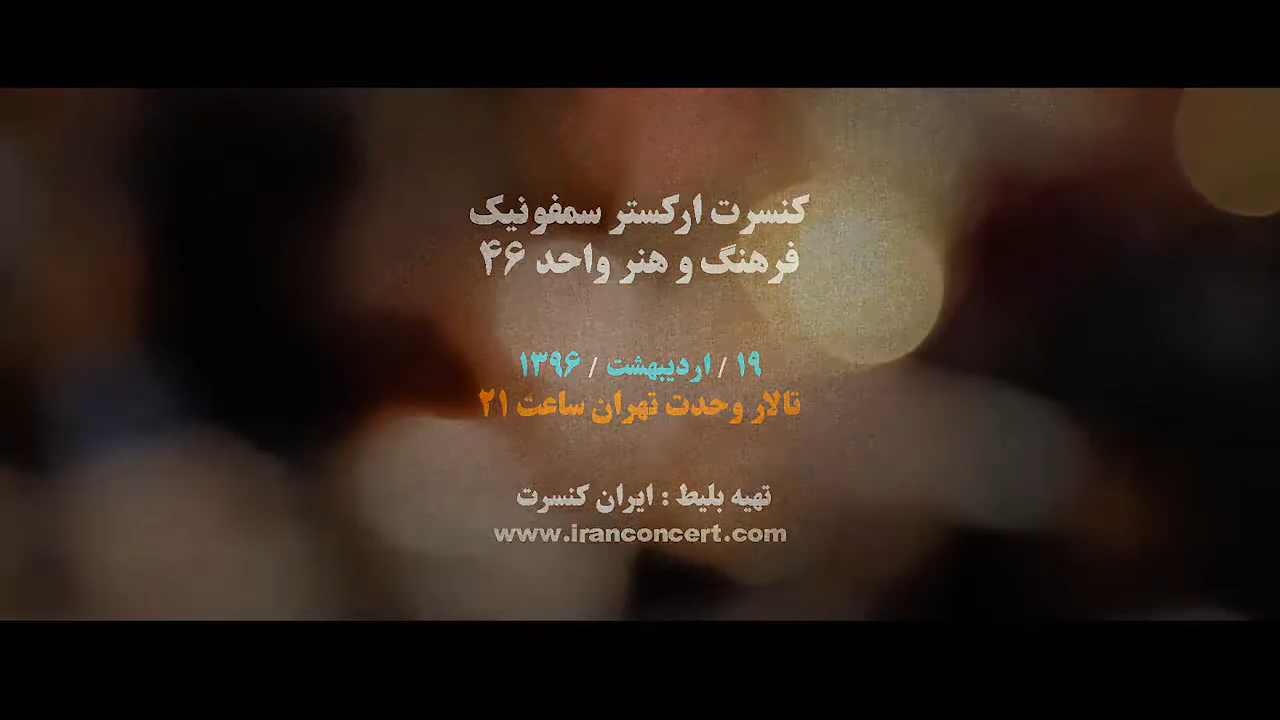 کنسرت ارکستر سمفونیک
فرهنگ و هنر واحد ۴۶
۱۹ / اردیبهشت / ۱۳۹۶
تالار وحدت تهران ساعت ۲۱
تهیه بلیط : ایران کنسرت
www.iranconcert.com